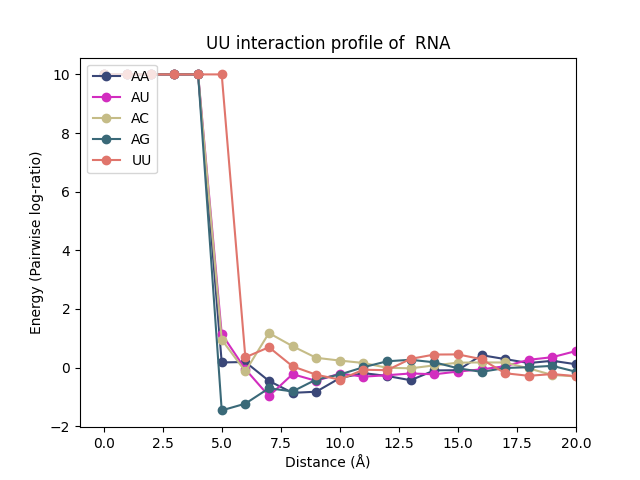 UU interaction profile of  RNA
Energy (Pairwise log-ratio)
10
8
6
4
2
0
−2
AA
AU
AC
AG
UU
0.0 2.5 5.0 7.5 10.0 12.5 15.0 17.5 20.0
Distance (Å)